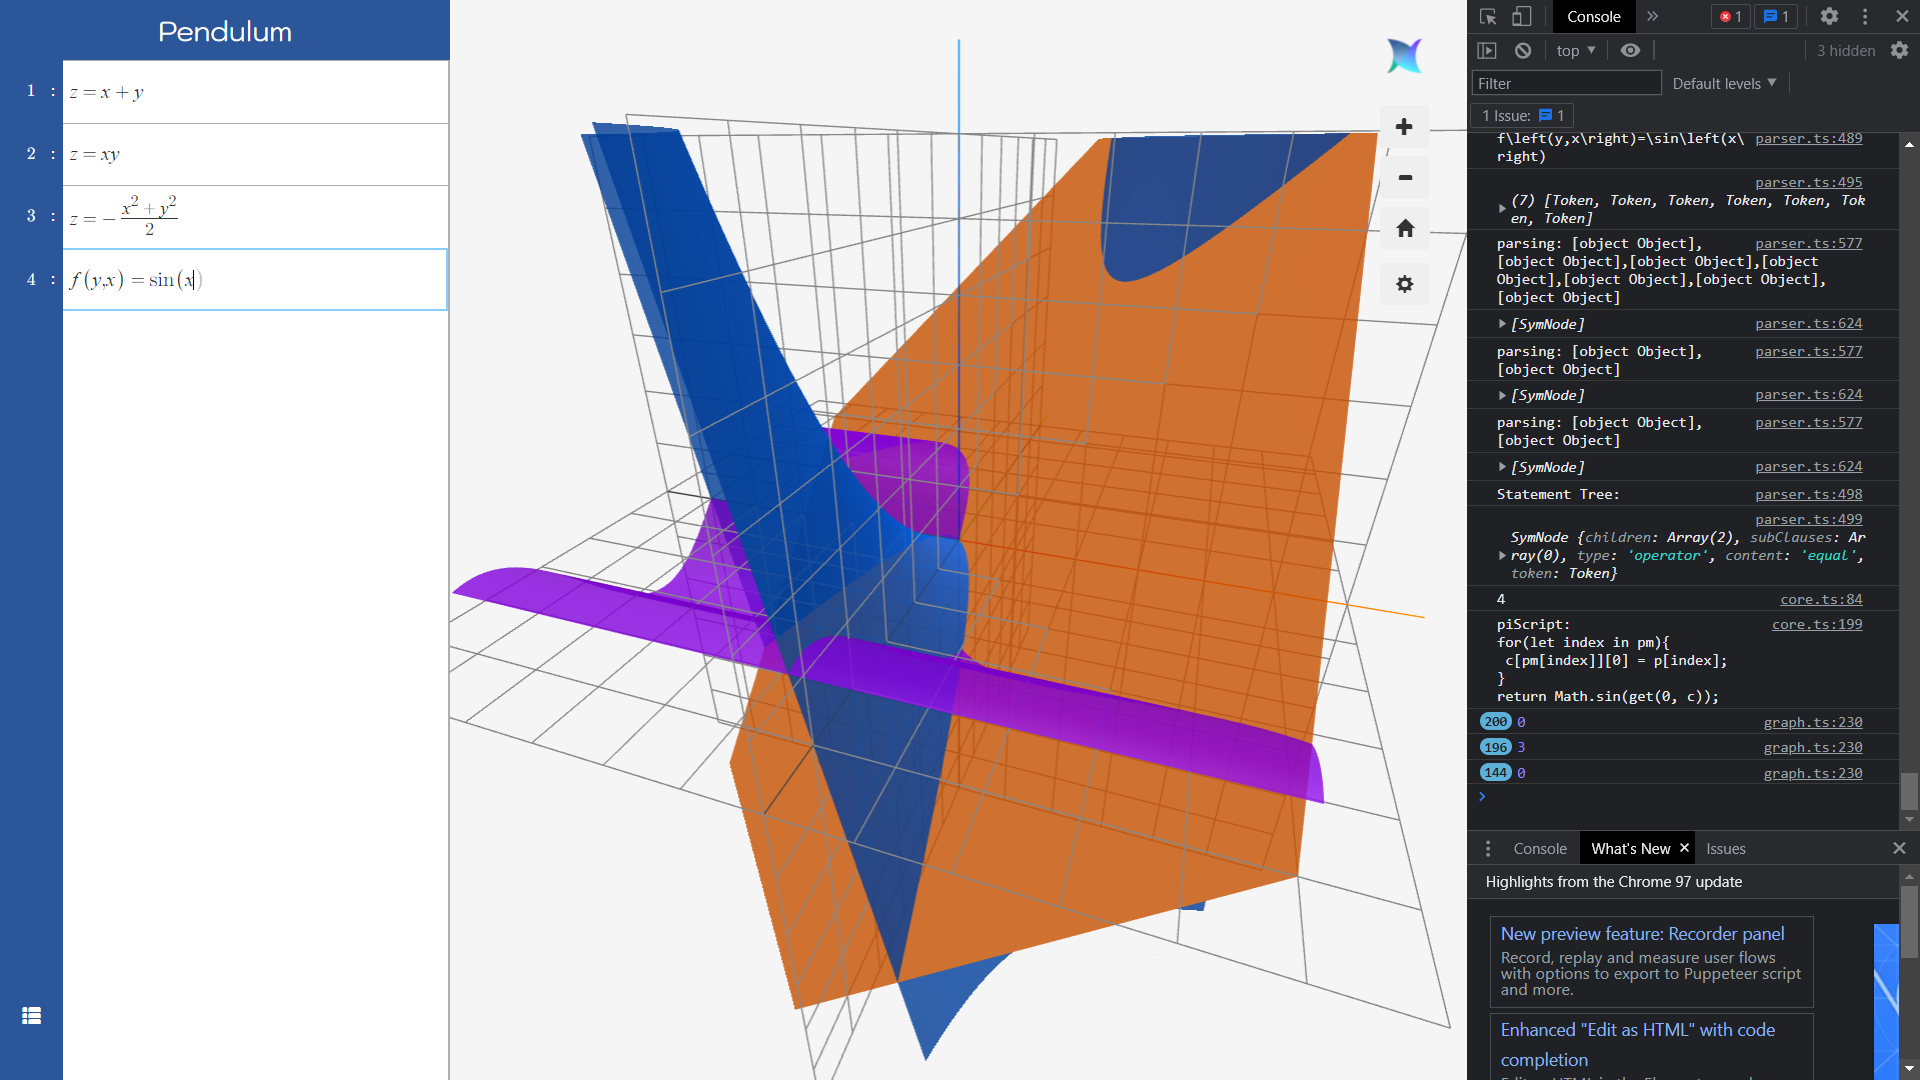 Pendulum
1 : z = x + y
2 : z = xy
3 : z = - \frac{x^2 + y^2}{2}
4 : f(y,x) = sin(x)
Console
1
1
top
3 hidden
Filter
Default levels
1 Issue: 1
f\left(y,x\right)=\sin\left(x\ parser.ts:489
right)
parser.ts:495
(7) [Token, Token, Token, Token, Token, Tok
en, Token]
parsing: [object Object], parser.ts:577
[object Object],[object Object],[object
Object],[object Object],[object Object],
[object Object]
[SymNode] parser.ts:624
parsing: [object Object], parser.ts:577
[object Object]
[SymNode] parser.ts:624
parsing: [object Object], parser.ts:577
[object Object]
[SymNode] parser.ts:624
Statement Tree: parser.ts:498
parser.ts:499
SymNode {children: Array(2), subClauses: Ar
ray(0), type: 'operator', content: 'equal',
token: Token}
4 core.ts:84
piScript: core.ts:199
for(let index in pm){
c[pm[index]][0] = p[index];
}
return Math.sin(get(0, c));
200 0 graph.ts:230
196 3 graph.ts:230
144 0 graph.ts:230
Console What's New Issues
Highlights from the Chrome 97 update
New preview feature: Recorder panel
Record, replay and measure user flows
with options to export to Puppeteer script
and more.
Enhanced "Edit as HTML" with code
completion